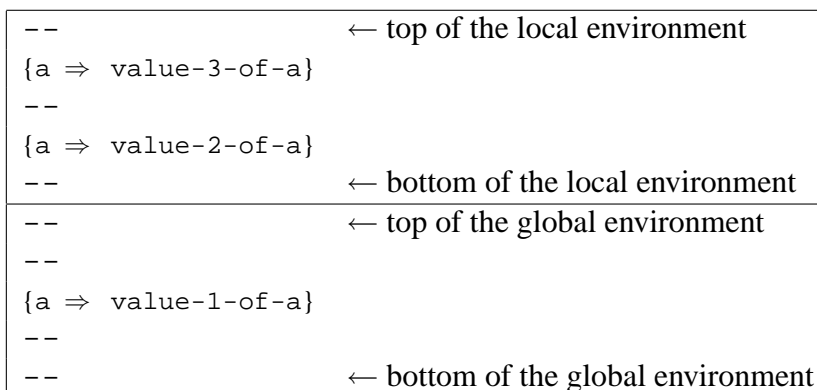 -- ← top of the local environment
{a ⇒ value-3-of-a}
--
{a ⇒ value-2-of-a}
-- ← bottom of the local environment
-- ← top of the global environment
--
{a ⇒ value-1-of-a}
--
-- ← bottom of the global environment